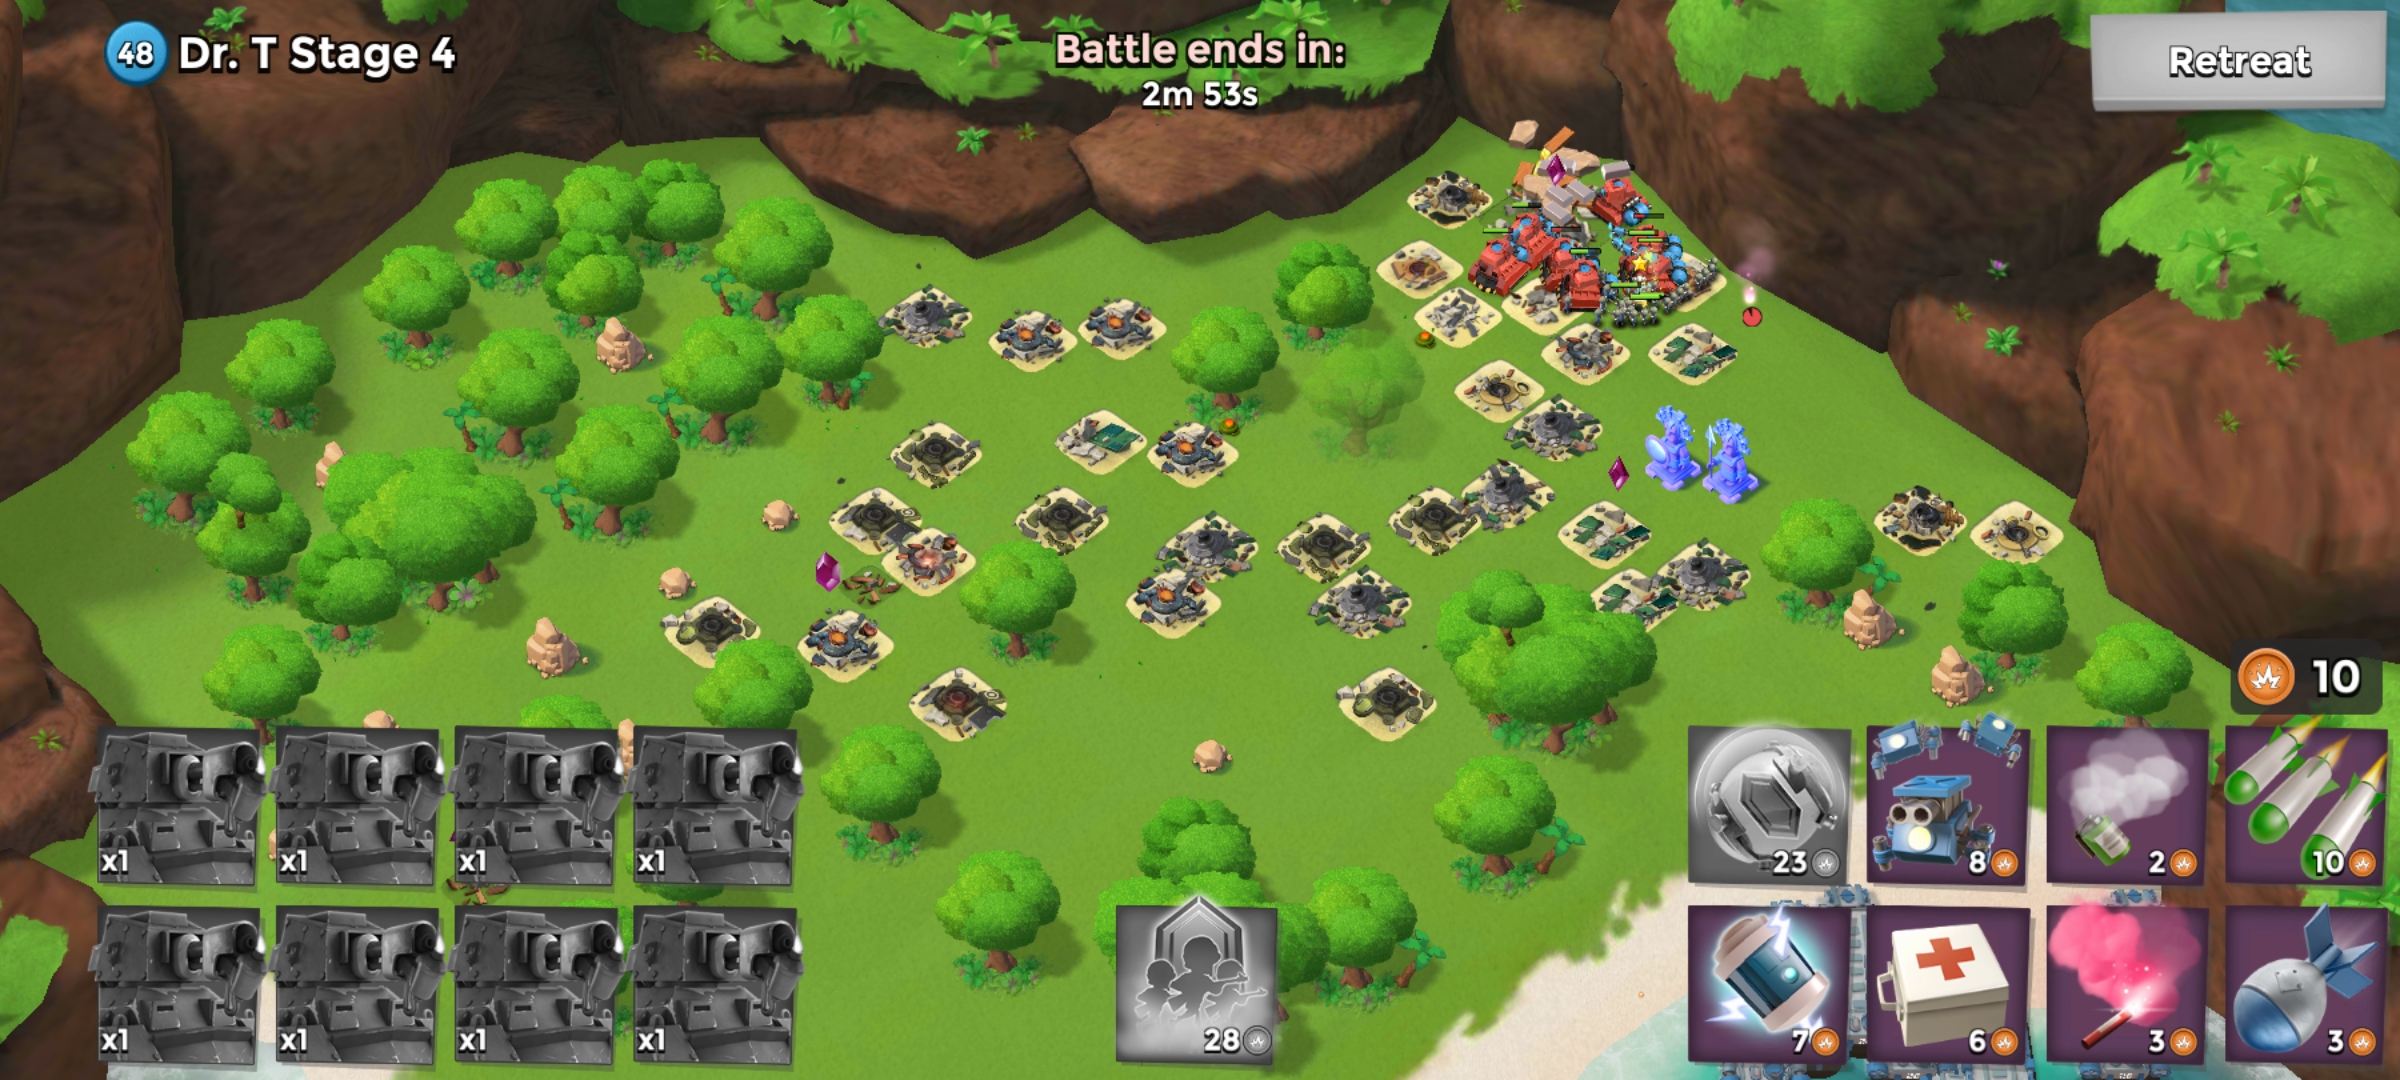 48 Dr. T Stage 4
Battle ends in:
2m 53s
Retreat
10
x1 x1 x1 x1
23 8 2 10
x1 x1 x1 x1
28
7 6 3 3